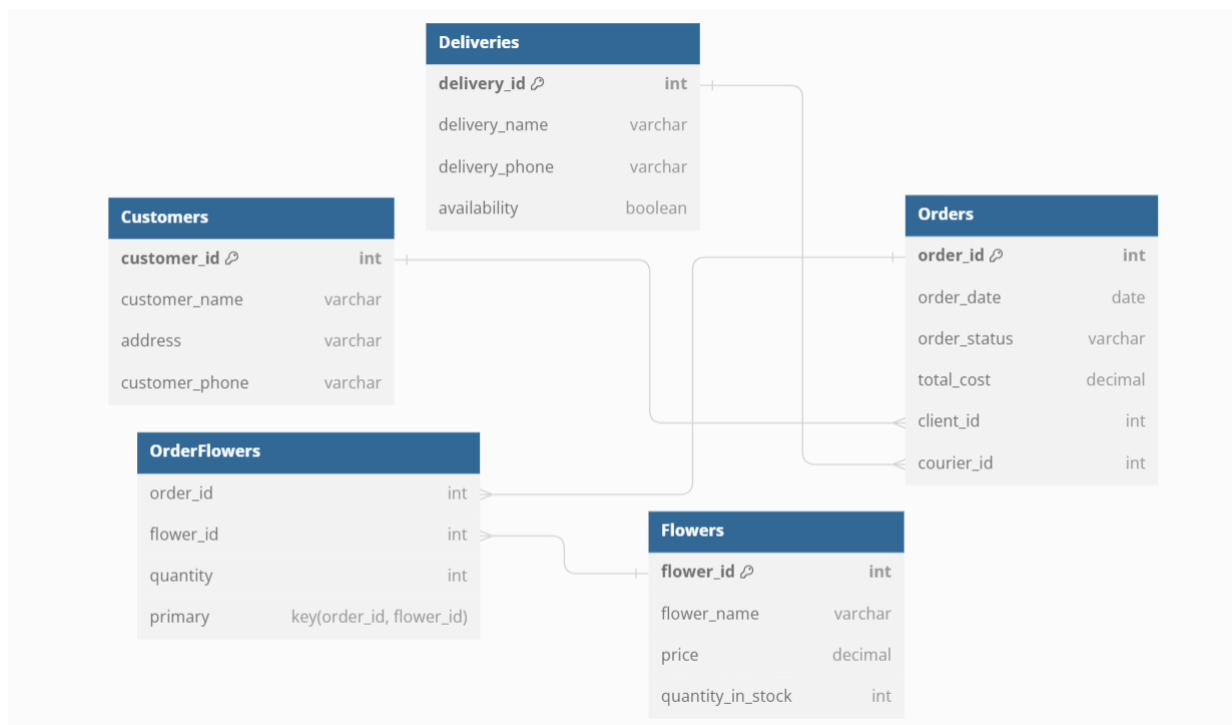 Deliveries
delivery_id int
delivery_name varchar
delivery_phone varchar
availability boolean
Customers
customer_id int
customer_name varchar
address varchar
customer_phone varchar
Orders
order_id int
order_date date
order_status varchar
total_cost decimal
client_id int
courier_id int
OrderFlowers
order_id int
flower_id int
quantity int
primary key(order_id, flower_id)
Flowers
flower_id int
flower_name varchar
price decimal
quantity_in_stock int